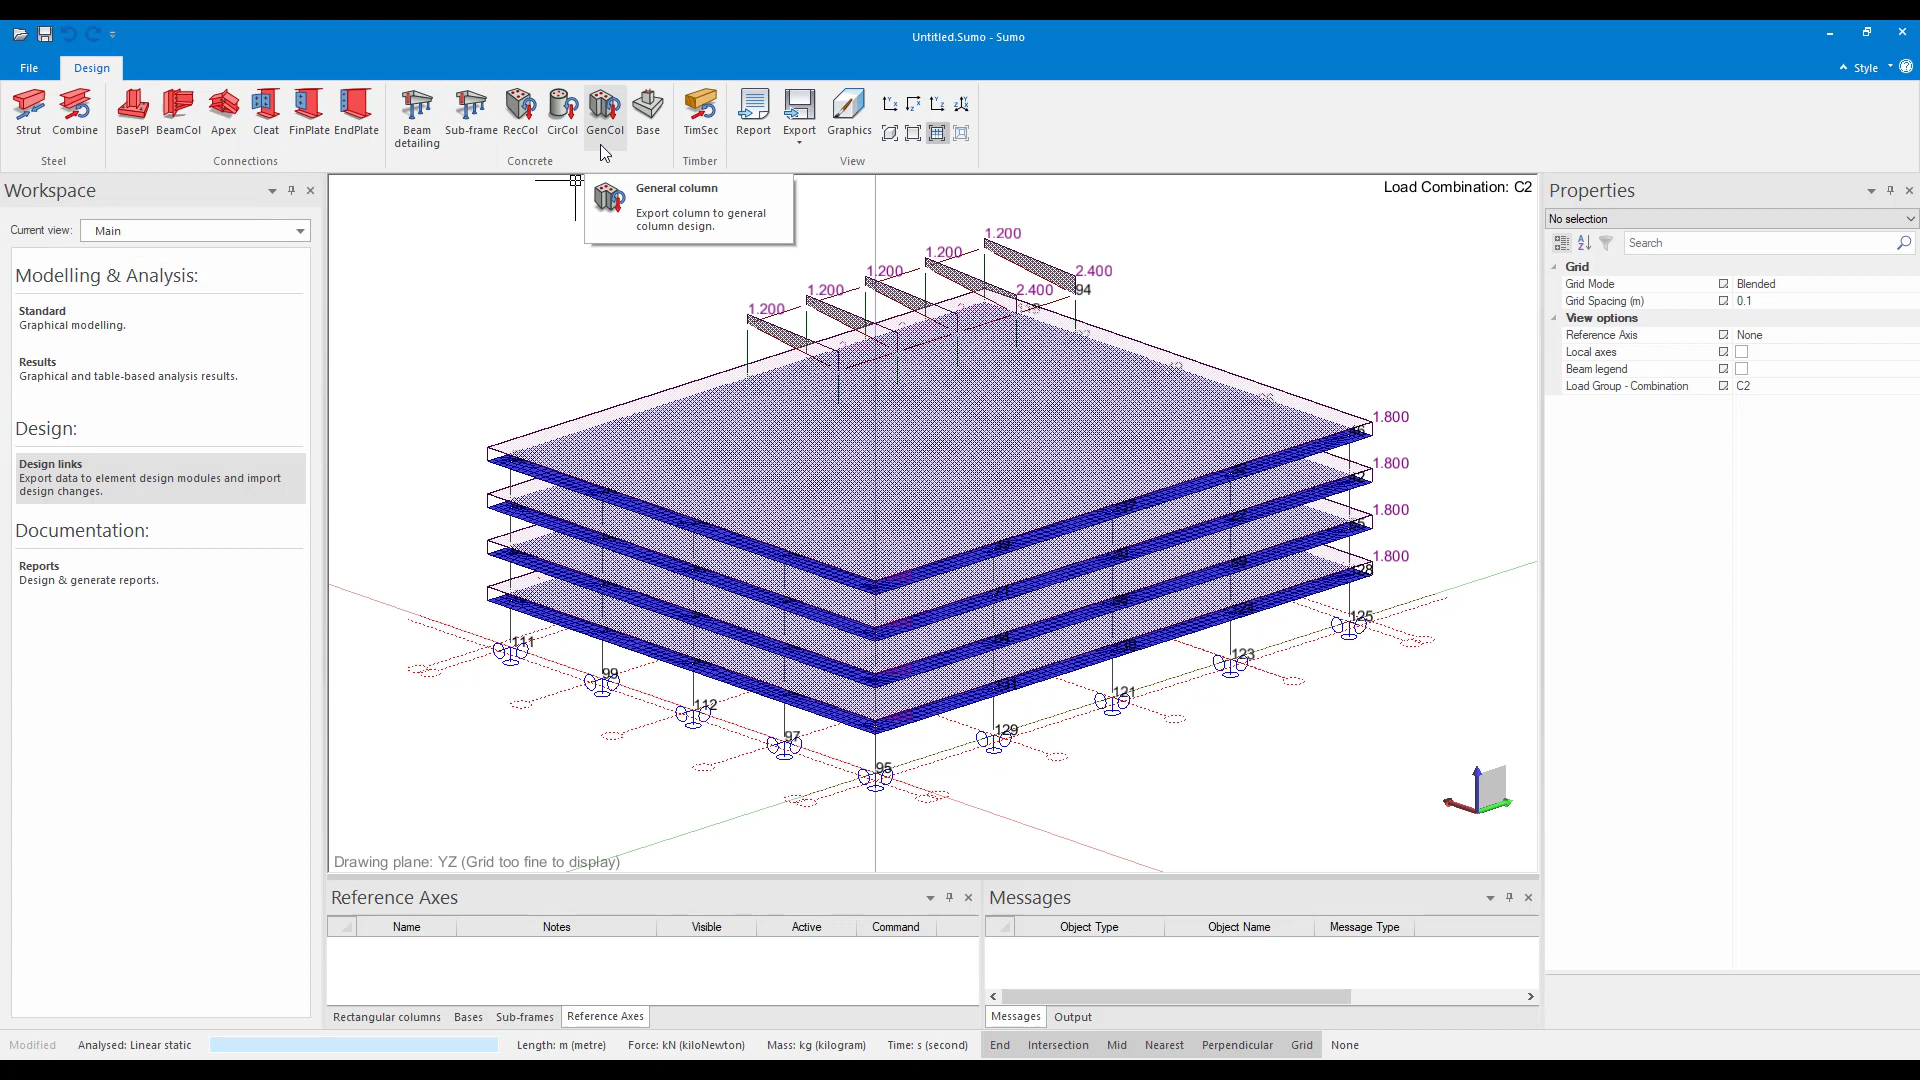 Untitled.Sumo - Sumo
File
Design
Style
Strut
Combine
BasePl
BeamCol
Apex
Cleat
FinPlate
EndPlate
Beam
detailing
Sub-frame
RecCol
CirCol
GenCol
Base
TimSec
Report
Export
Graphics
Steel
Connections
Concrete
Timber
View
General column
Export column to general
column design.
Workspace
Current view:
Main
Modelling & Analysis:
Standard
Graphical modelling.
Results
Graphical and table-based analysis results.
Design:
Design links
Export data to element design modules and import
design changes.
Documentation:
Reports
Design & generate reports.
Load Combination: C2
1.200
1.200
1.200
1.200
1.200
2.400
2.400
94
1.800
1.800
1.800
1.800
128
125
123
121
129
95
97
112
99
111
Drawing plane: YZ (Grid too fine to display)
Properties
No selection
Search
Grid
Grid Mode
Blended
Grid Spacing (m)
0.1
View options
Reference Axis
None
Local axes
Beam legend
Load Group - Combination
C2
Reference Axes
Name
Notes
Visible
Active
Command
Rectangular columns
Bases
Sub-frames
Reference Axes
Messages
Object Type
Object Name
Message Type
Messages
Output
Modified
Analysed: Linear static
Length: m (metre)
Force: kN (kiloNewton)
Mass: kg (kilogram)
Time: s (second)
End
Intersection
Mid
Nearest
Perpendicular
Grid
None